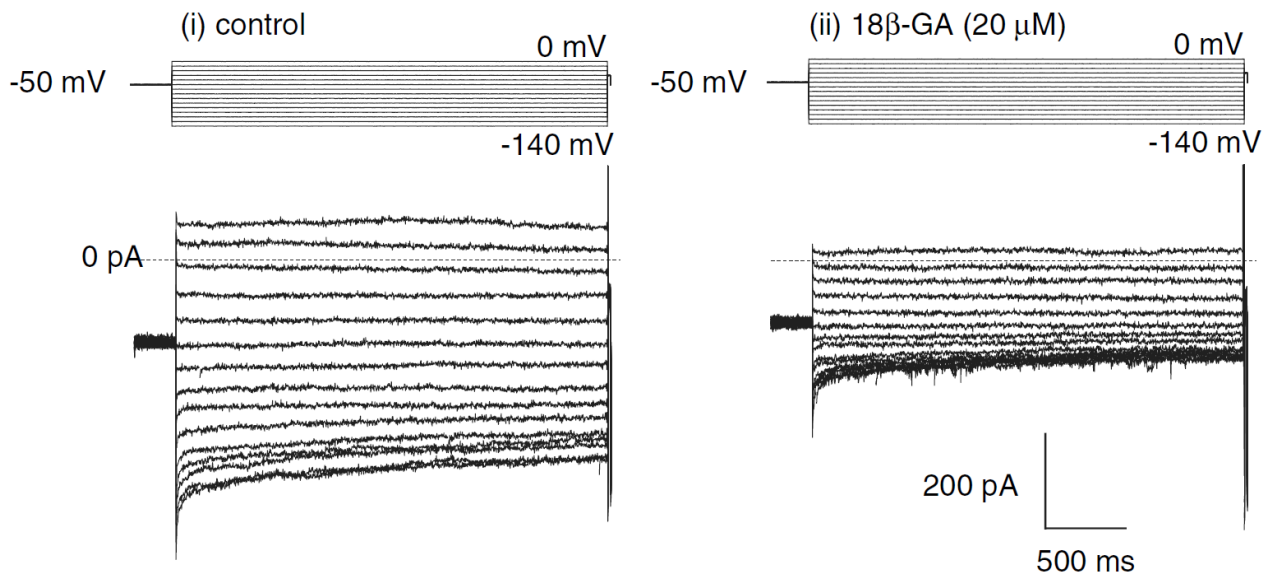 (i) control
0 mV
-50 mV
-140 mV
0 pA
(ii) 18β-GA (20 μM)
0 mV
-50 mV
-140 mV
200 pA
500 ms